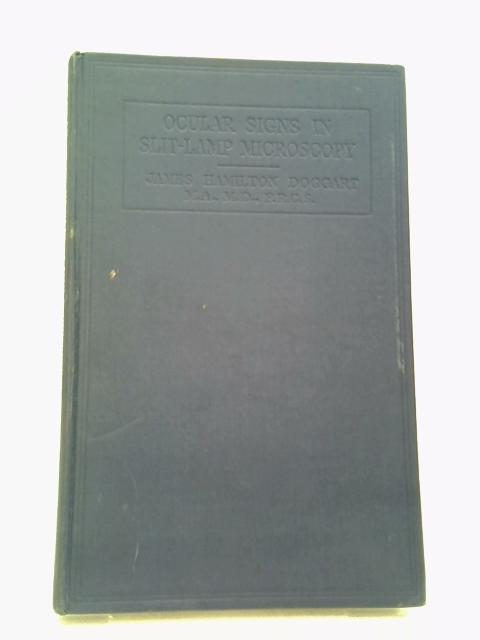 OCULAR SIGNS IN
SLIT-LAMP MICROSCOPY
JAMES HAMILTON DOGGART
M.A., M.D., F.R.C.S.